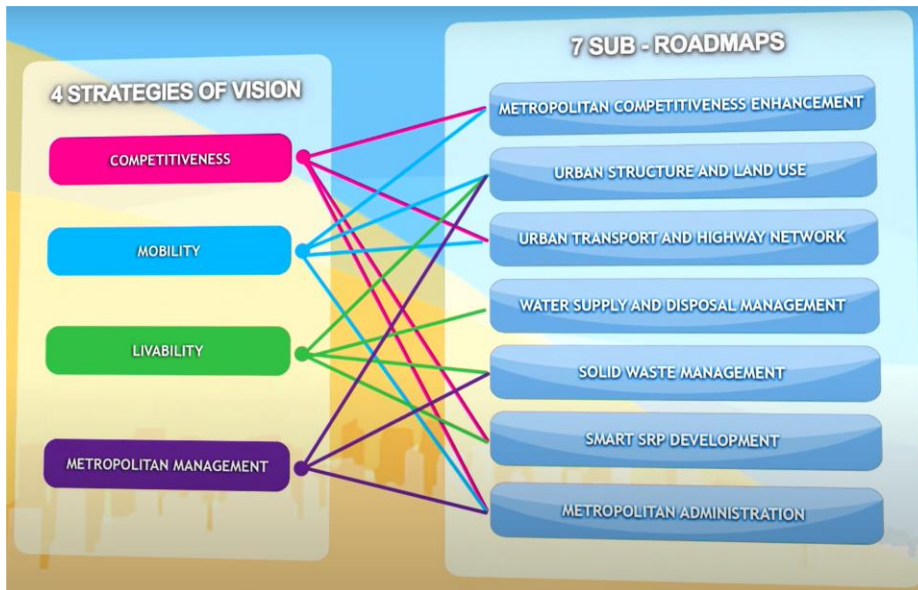 4 STRATEGIES OF VISION
COMPETITIVENESS
MOBILITY
LIVABILITY
METROPOLITAN MANAGEMENT
7 SUB - ROADMAPS
METROPOLITAN COMPETITIVENESS ENHANCEMENT
URBAN STRUCTURE AND LAND USE
URBAN TRANSPORT AND HIGHWAY NETWORK
WATER SUPPLY AND DISPOSAL MANAGEMENT
SOLID WASTE MANAGEMENT
SMART SRP DEVELOPMENT
METROPOLITAN ADMINISTRATION